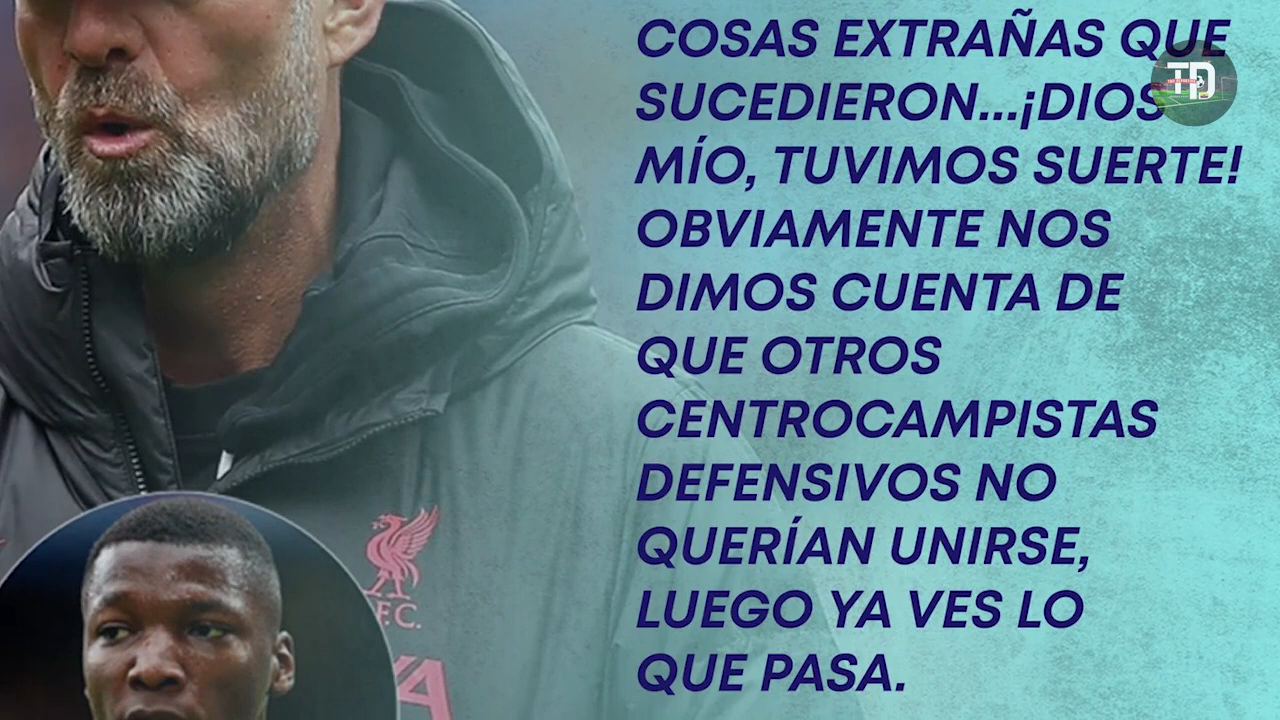 COSAS EXTRAÑAS QUE
SUCEDIERON...¡DIOS
MÍO, TUVIMOS SUERTE!
OBVIAMENTE NOS
DIMOS CUENTA DE
QUE OTROS
CENTROCAMPISTAS
DEFENSIVOS NO
QUERÍAN UNIRSE,
LUEGO YA VES LO
QUE PASA.
TD
F.C.